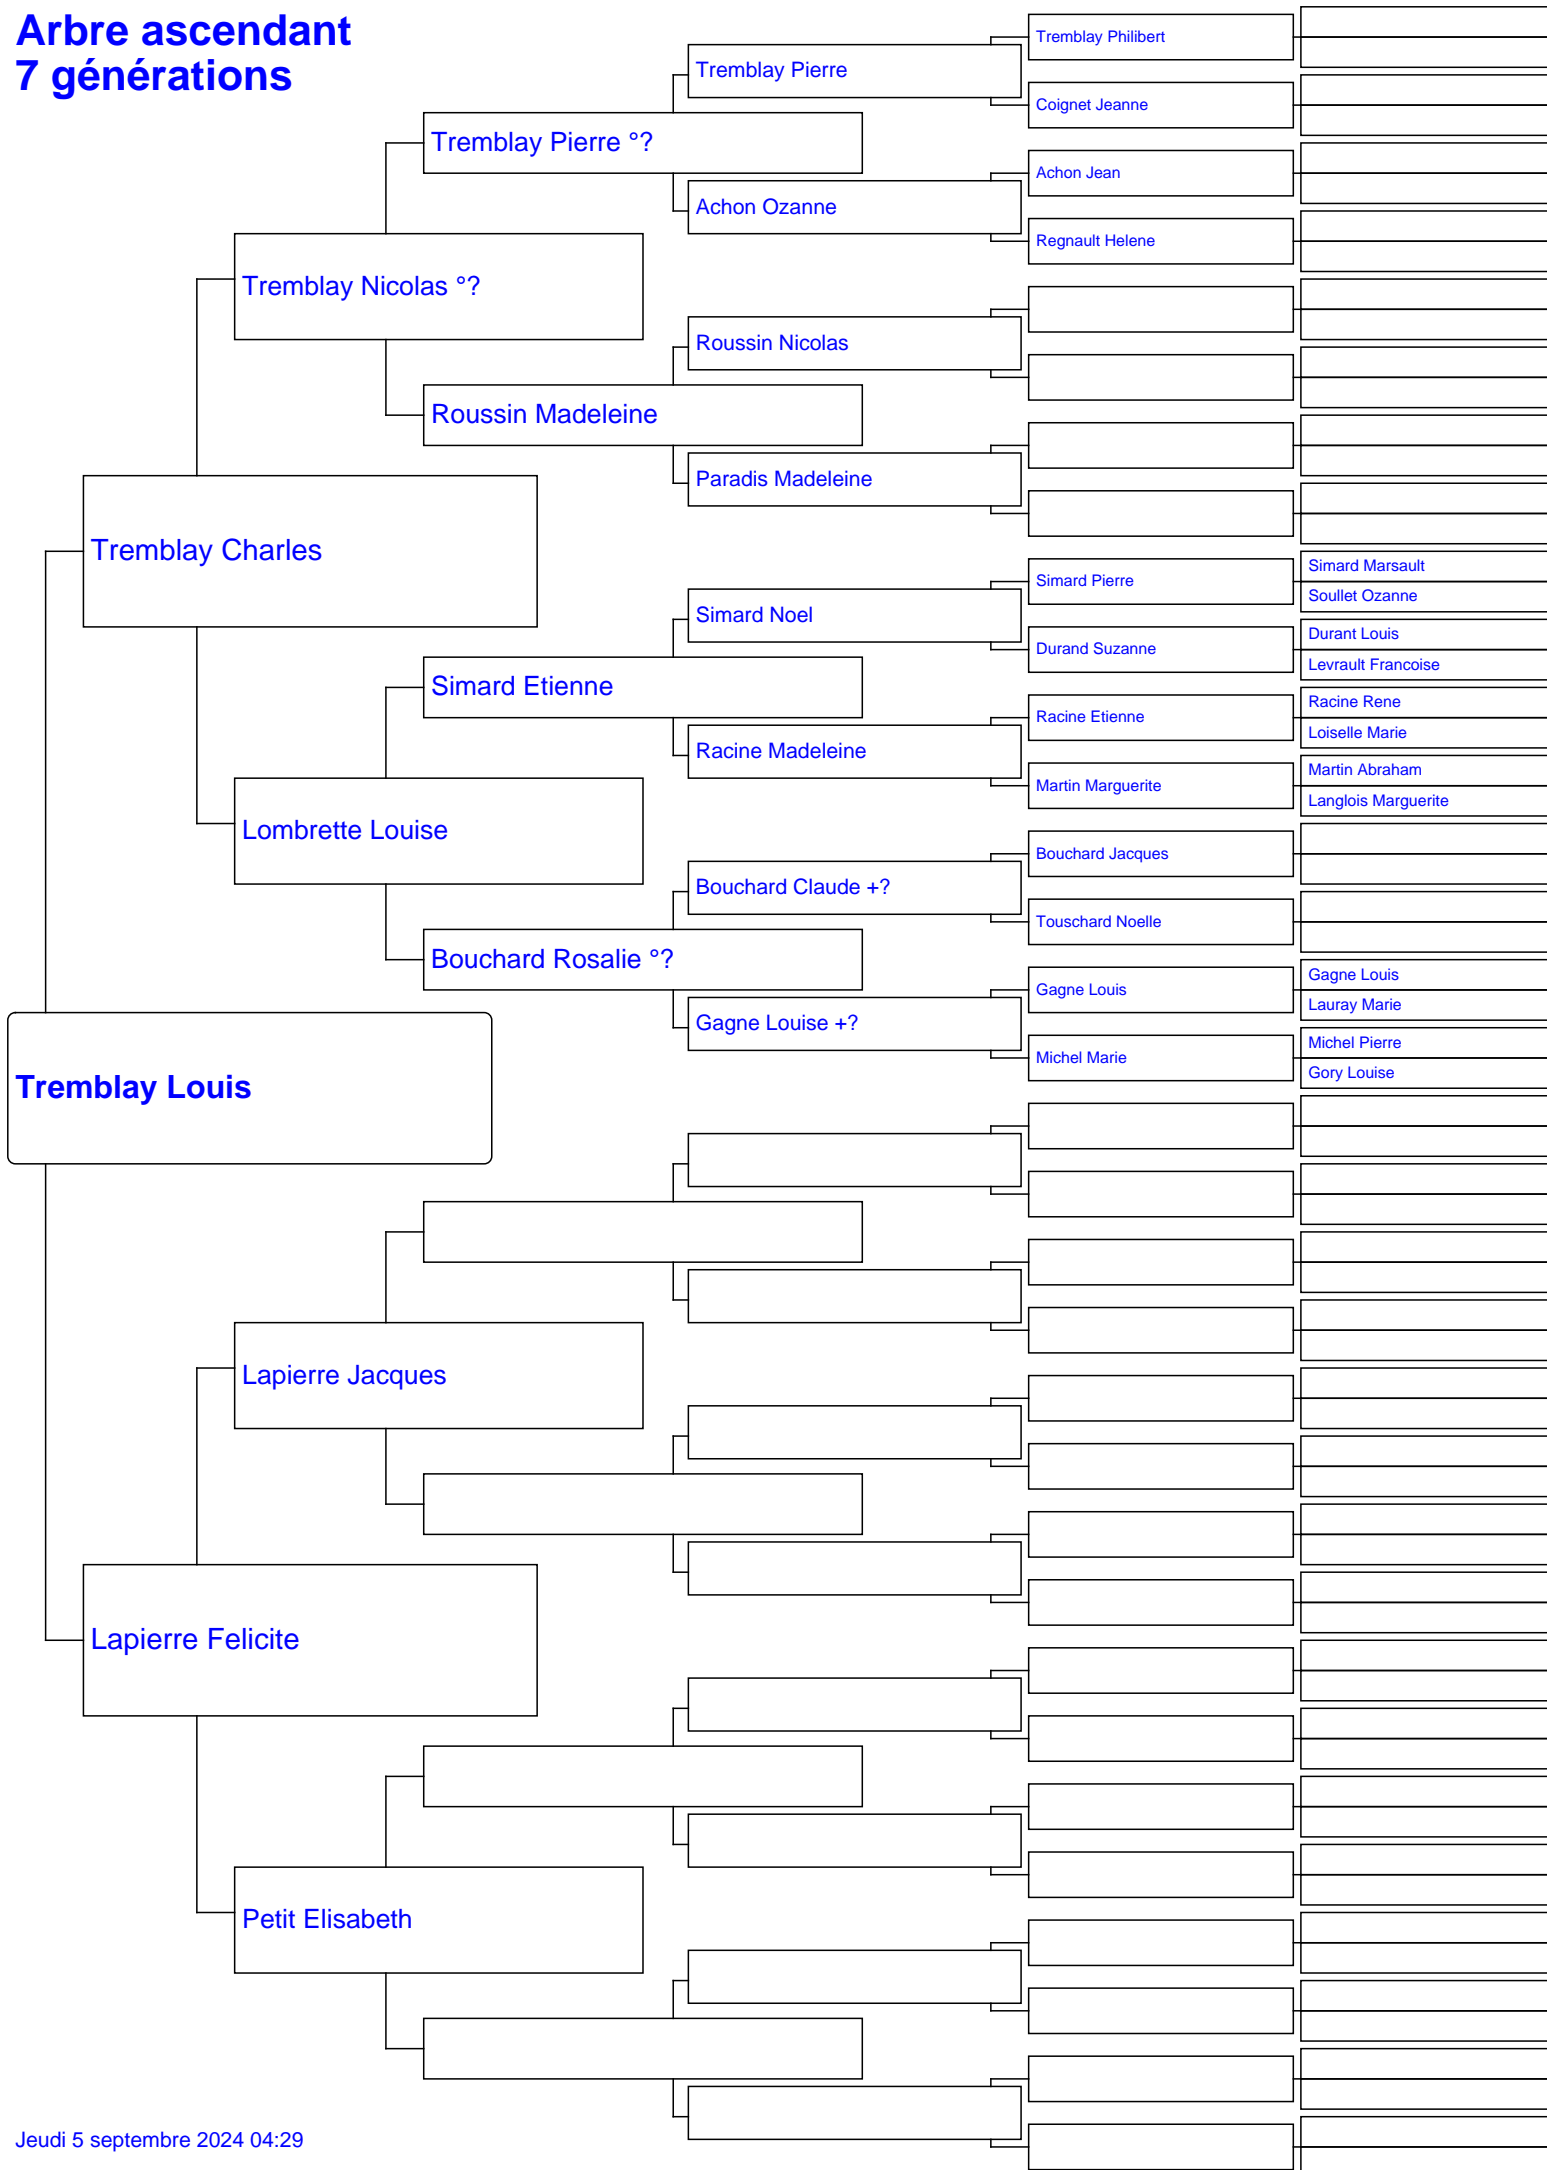 Arbre ascendant
7 générations
Tremblay Louis
Tremblay Charles
Lapierre Felicite
Tremblay Nicolas °?
Lombrette Louise
Lapierre Jacques
Petit Elisabeth
Tremblay Pierre °?
Roussin Madeleine
Simard Etienne
Bouchard Rosalie °?
Tremblay Pierre
Achon Ozanne
Roussin Nicolas
Paradis Madeleine
Simard Noel
Racine Madeleine
Bouchard Claude +?
Gagne Louise +?
Tremblay Philibert
Coignet Jeanne
Achon Jean
Regnault Helene
Simard Pierre
Durand Suzanne
Racine Etienne
Martin Marguerite
Bouchard Jacques
Touschard Noelle
Gagne Louis
Michel Marie
Simard Marsault
Soullet Ozanne
Durant Louis
Levrault Francoise
Racine Rene
Loiselle Marie
Martin Abraham
Langlois Marguerite
Gagne Louis
Lauray Marie
Michel Pierre
Gory Louise
Jeudi 5 septembre 2024 04:29